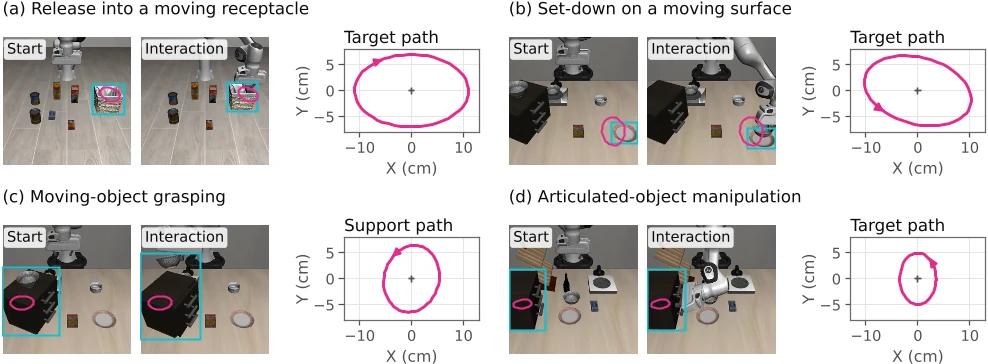 (a) Release into a moving receptacle
Start
Interaction
Target path
Y (cm)
5
0
−5
−10
0
10
X (cm)
(b) Set-down on a moving surface
Start
Interaction
Target path
Y (cm)
5
0
−5
−10
0
10
X (cm)
(c) Moving-object grasping
Start
Interaction
Support path
Y (cm)
5
0
−5
−10
0
10
X (cm)
(d) Articulated-object manipulation
Start
Interaction
Target path
Y (cm)
5
0
−5
−10
0
10
X (cm)